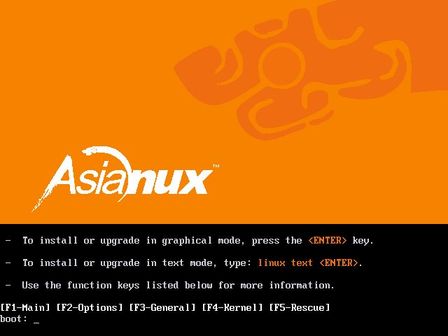 Asianux™
- To install or upgrade in graphical mode, press the <ENTER> key.
- To install or upgrade in text mode, type: linux text <ENTER>.
- Use the function keys listed below for more information.
[F1-Main] [F2-Options] [F3-General] [F4-Kernel] [F5-Rescue]
boot: _